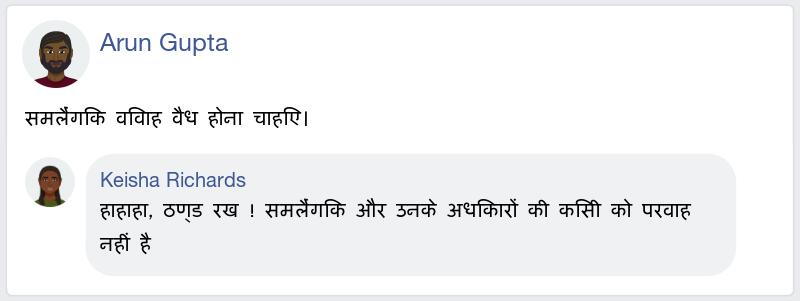 Arun Gupta
समलैंगिक विवाह वैध होना चाहिए।
Keisha Richards
हाहाहा, ठण्ड रख ! समलैंगिक और उनके अधिकारों की किसी को परवाह
नहीं है